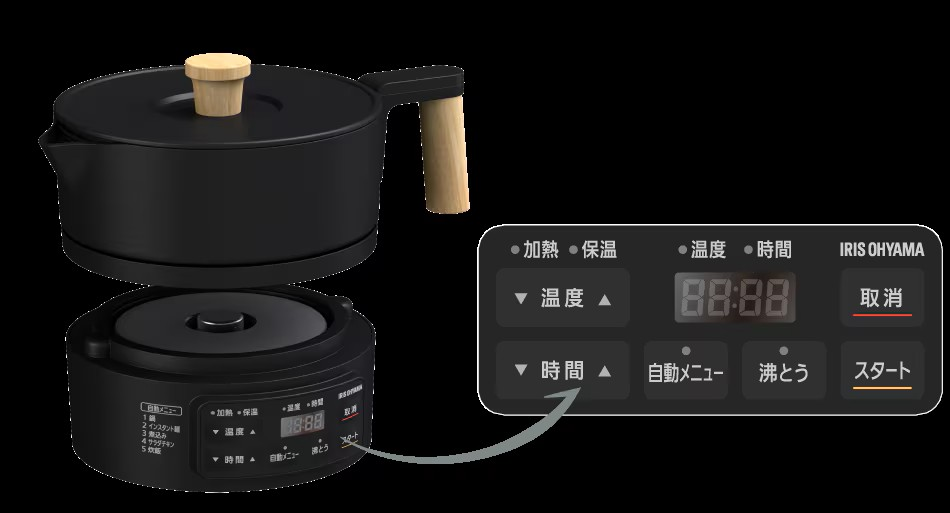 自動メニュー
1 鍋
2 インスタント麺
3 煮込み
4 サラダチキン
5 炊飯
加熱 保温
温度 時間
IRIS OHYAMA
▼ 温度 ▲
88:88
取消
▼ 時間 ▲
自動メニュー
沸とう
スタート
加熱 保温
温度 時間
IRIS OHYAMA
▼ 温度 ▲
88:88
取消
▼ 時間 ▲
自動メニュー
沸とう
スタート